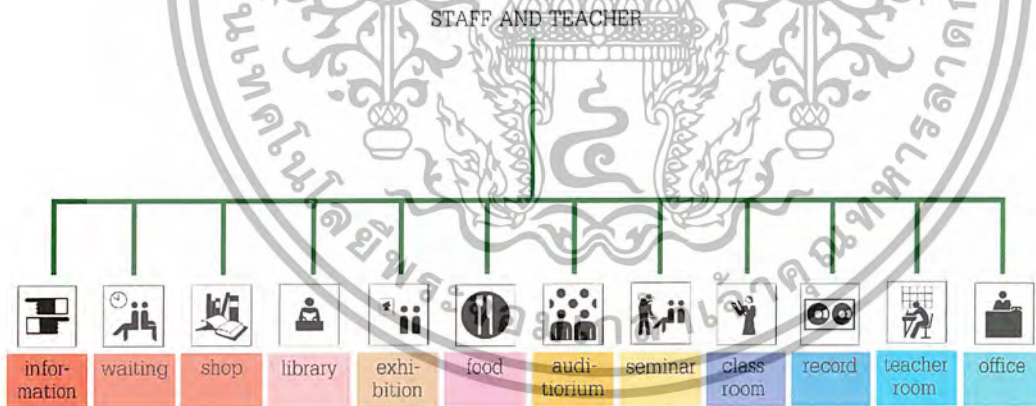 STAFF AND TEACHER
infor-
mation
waiting
shop
library
exhi-
bition
food
audi-
tiorium
seminar
class
room
record
teacher
room
office